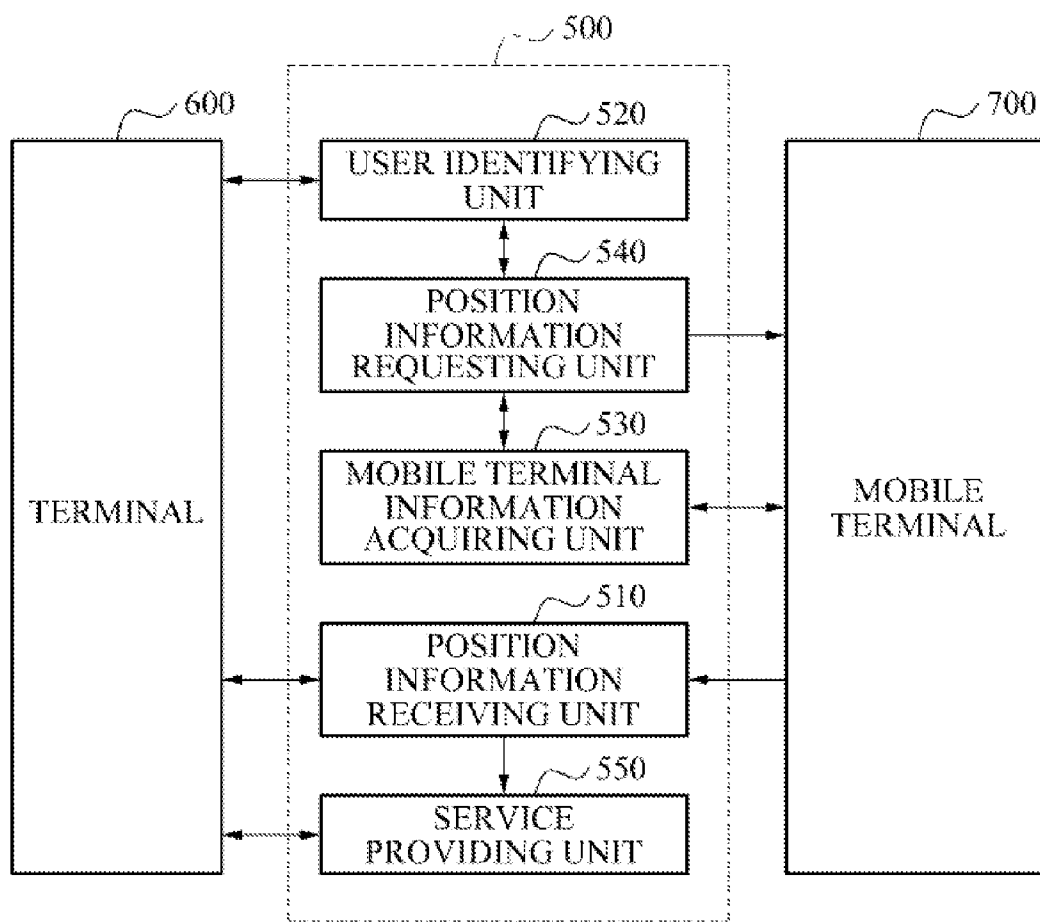 500
600
520
700
USER IDENTIFYING
UNIT
540
POSITION
INFORMATION
REQUESTING UNIT
530
TERMINAL
MOBILE TERMINAL
INFORMATION
ACQUIRING UNIT
MOBILE
TERMINAL
510
POSITION
INFORMATION
RECEIVING UNIT
550
SERVICE
PROVIDING UNIT